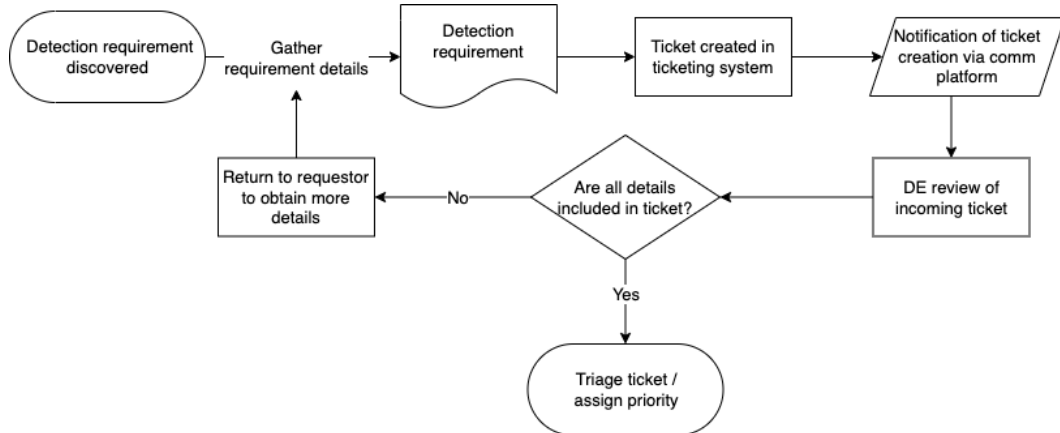 Detection requirement
discovered
Gather
requirement details
Detection
requirement
Ticket created in
ticketing system
Notification of ticket
creation via comm
platform
DE review of
incoming ticket
Are all details
included in ticket?
No
Return to requestor
to obtain more
details
Yes
Triage ticket /
assign priority